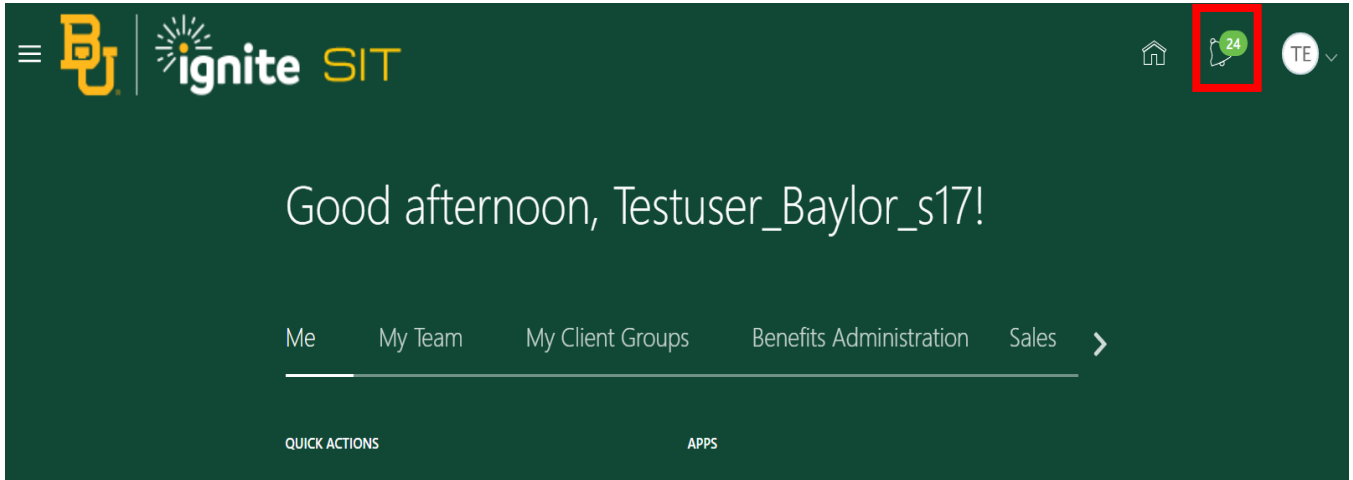 BU ignite SIT
24
TE
Good afternoon, Testuser_Baylor_s17!
Me My Team My Client Groups Benefits Administration Sales
QUICK ACTIONS APPS